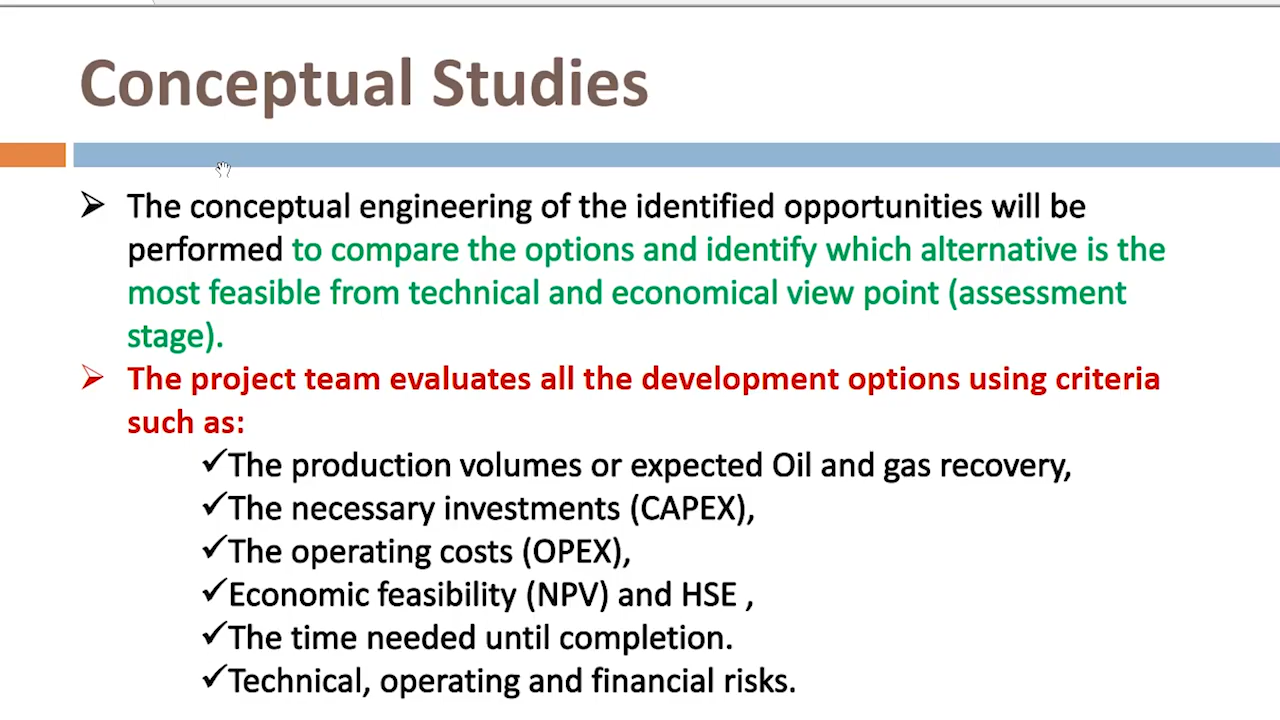 Conceptual Studies
➢ The conceptual engineering of the identified opportunities will be
performed to compare the options and identify which alternative is the
most feasible from technical and economical view point (assessment
stage).
➢ The project team evaluates all the development options using criteria
such as:
✓The production volumes or expected Oil and gas recovery,
✓The necessary investments (CAPEX),
✓The operating costs (OPEX),
✓Economic feasibility (NPV) and HSE ,
✓The time needed until completion.
✓Technical, operating and financial risks.